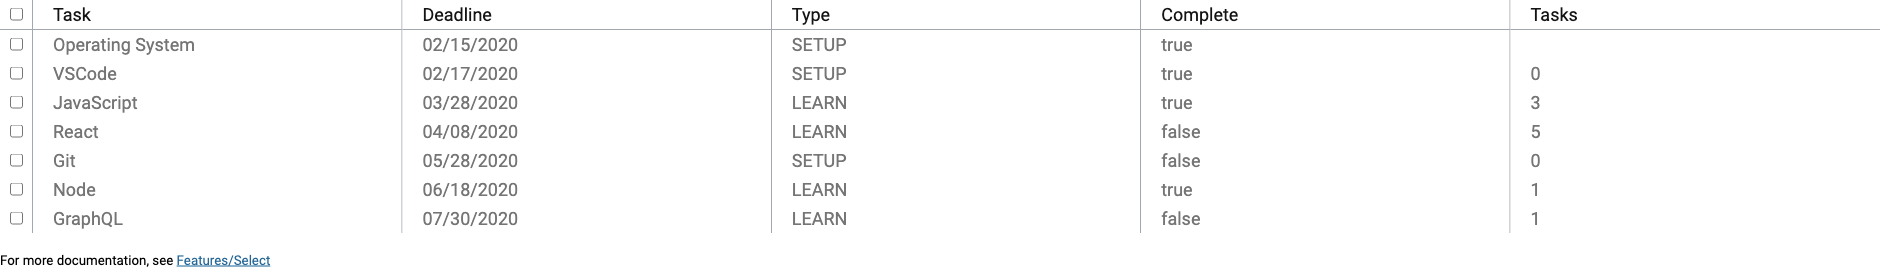 Task Deadline Type Complete Tasks
Operating System 02/15/2020 SETUP true
VSCode 02/17/2020 SETUP true 0
JavaScript 03/28/2020 LEARN true 3
React 04/08/2020 LEARN false 5
Git 05/28/2020 SETUP false 0
Node 06/18/2020 LEARN true 1
GraphQL 07/30/2020 LEARN false 1
For more documentation, see Features/Select